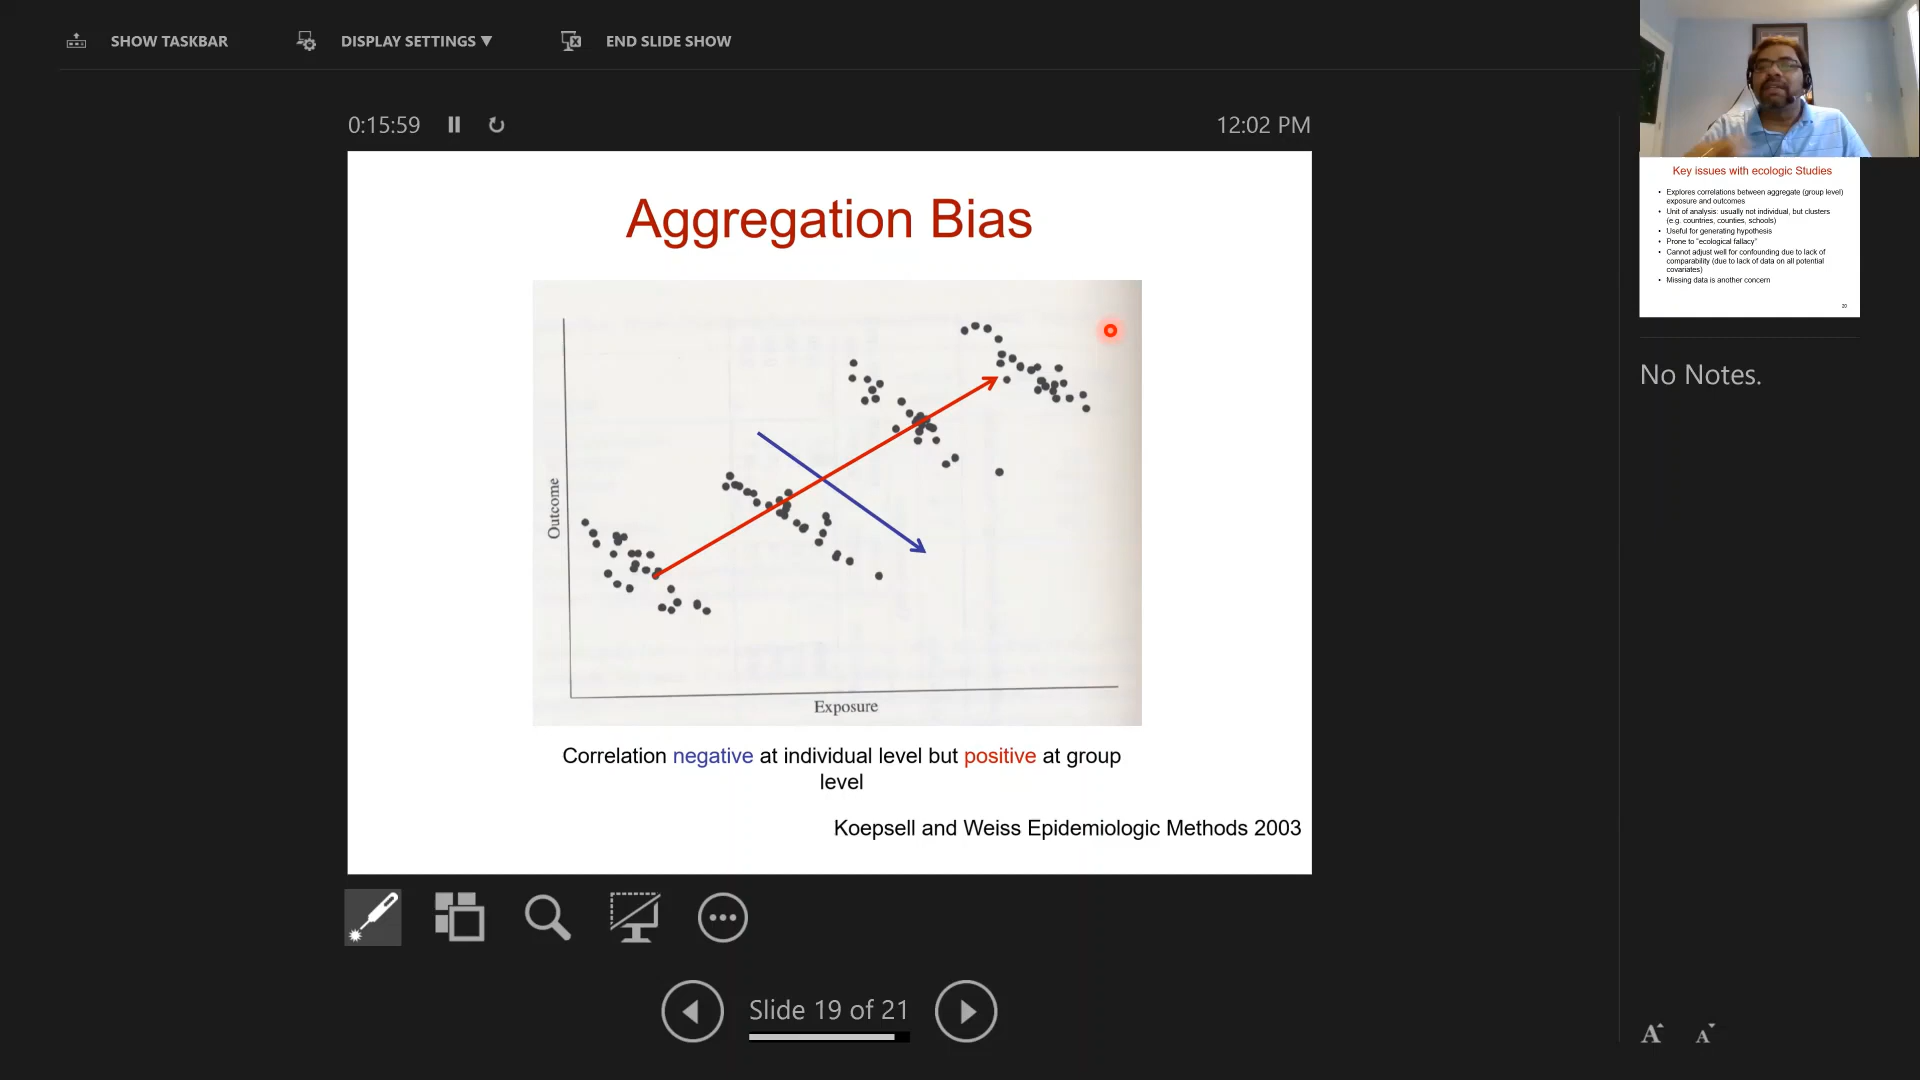 SHOW TASKBAR
DISPLAY SETTINGS ▼
END SLIDE SHOW
0:15:59
12:02 PM
Aggregation Bias
Outcome
Exposure
Correlation negative at individual level but positive at group
level
Koepsell and Weiss Epidemiologic Methods 2003
Slide 19 of 21
Key issues with ecologic Studies
• Explores correlations between aggregate (group level)
exposure and outcomes
• Unit of analysis: usually not individual, but clusters
(e.g. countries, counties, schools)
• Useful for generating hypothesis
• Prone to "ecological fallacy"
• Cannot adjust well for confounding due to lack of
comparability (due to lack of data on all potential
covariates)
• Missing data is another concern
20
No Notes.
A A